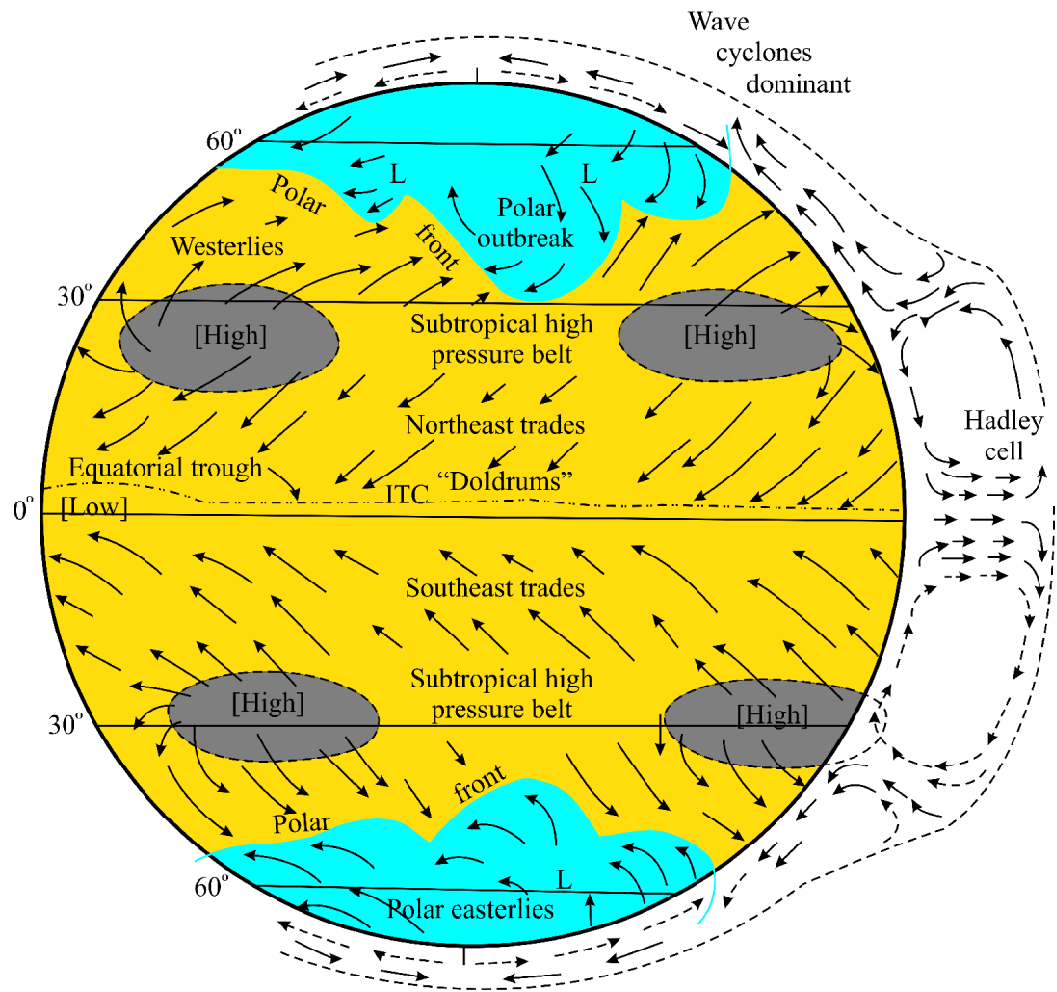 Wave
cyclones
dominant
60°
L
L
Polar
Polar
outbreak
front
Westerlies
30°
[High]
Subtropical high
pressure belt
[High]
Northeast trades
Hadley
cell
Equatorial trough
ITC
“Doldrums”
[Low]
0°
Southeast trades
Subtropical high
pressure belt
[High]
[High]
30°
front
Polar
60°
L
Polar easterlies